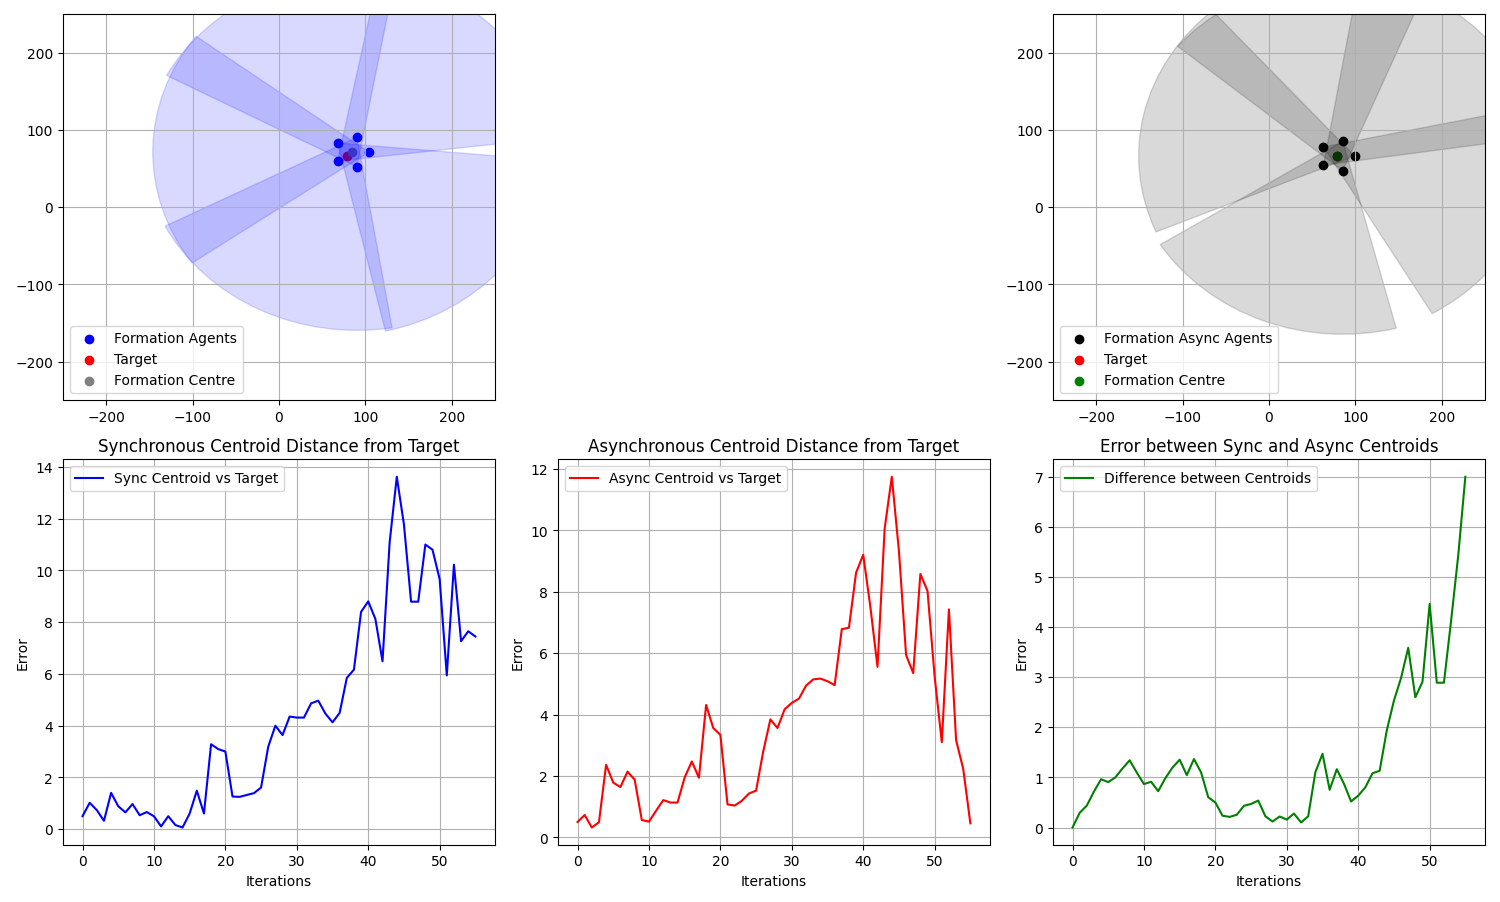 200
100
0
−100
−200
Formation Agents
Target
Formation Centre
−200 −100 0 100 200
200
100
0
−100
−200
Formation Async Agents
Target
Formation Centre
−200 −100 0 100 200
Synchronous Centroid Distance from Target
Sync Centroid vs Target
14
12
10
8
6
4
2
0
Error
0 10 20 30 40 50
Iterations
Asynchronous Centroid Distance from Target
Async Centroid vs Target
12
10
8
6
4
2
0
Error
0 10 20 30 40 50
Iterations
Error between Sync and Async Centroids
Difference between Centroids
7
6
5
4
3
2
1
0
Error
0 10 20 30 40 50
Iterations